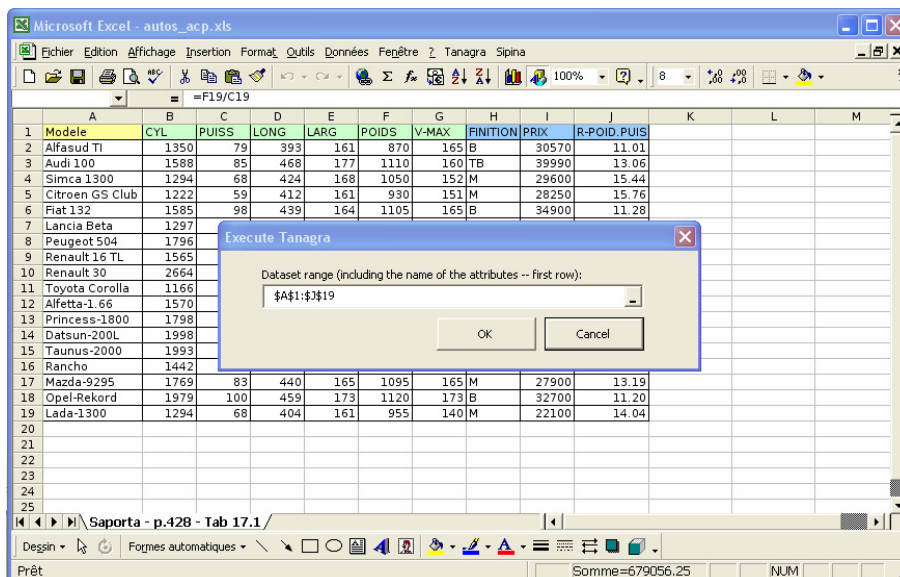 Microsoft Excel - autos_acp.xls
Fichier Edition Affichage Insertion Format Outils Données Fenêtre ? Tanagra Sipina
100% 8
= =F19/C19
A B C D E F G H I J K L M
1 Modele CYL PUISS LONG LARG POIDS V-MAX FINITION PRIX R-POID.PUIS
2 Alfasud TI 1350 79 393 161 870 165 B 30570 11.01
3 Audi 100 1588 85 468 177 1110 160 TB 39990 13.06
4 Simca 1300 1294 68 424 168 1050 152 M 29600 15.44
5 Citroen GS Club 1222 59 412 161 930 151 M 28250 15.76
6 Fiat 132 1585 98 439 164 1105 165 B 34900 11.28
7 Lancia Beta 1297
8 Peugeot 504 1796
9 Renault 16 TL 1565
10 Renault 30 2664
11 Toyota Corolla 1166
12 Alfetta-1.66 1570
13 Princess-1800 1798
14 Datsun-200L 1998
15 Taunus-2000 1993
16 Rancho 1442
17 Mazda-9295 1769 83 440 165 1095 165 M 27900 13.19
18 Opel-Rekord 1979 100 459 173 1120 173 B 32700 11.20
19 Lada-1300 1294 68 404 161 955 140 M 22100 14.04
20
21
22
23
24
25
Execute Tanagra
Dataset range (including the name of the attributes -- first row):
$A$1:$J$19
OK Cancel
Saporta - p.428 - Tab 17.1
Dessin Formes automatiques
Prêt Somme=679056.25 NUM